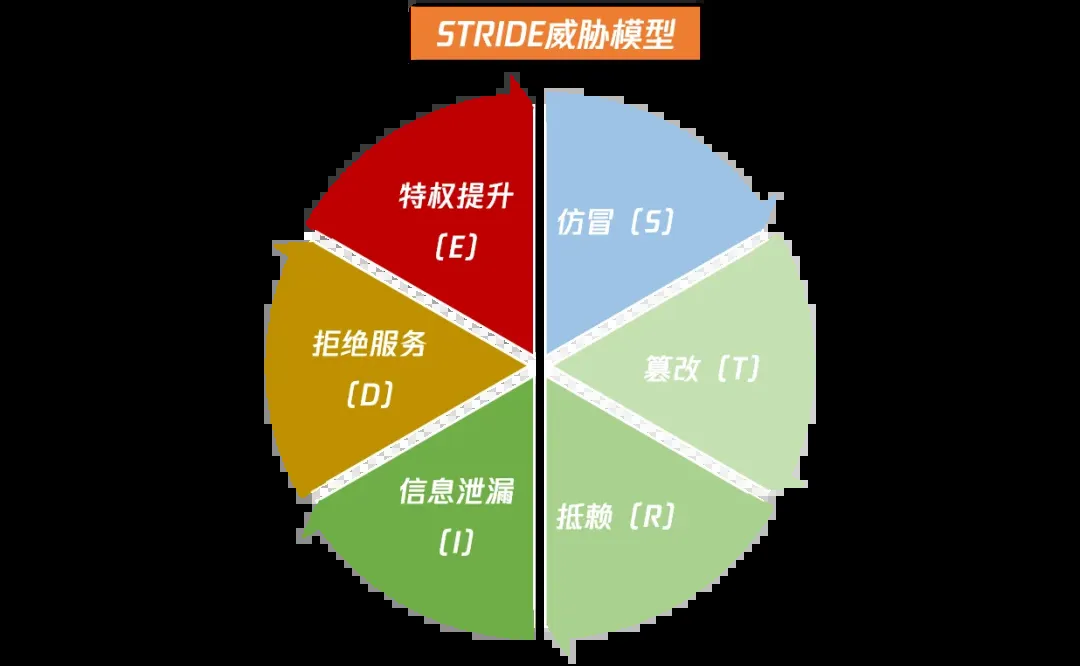 STRIDE威胁模型
仿冒（S）
篡改（T）
抵赖（R）
信息泄漏
（I）
拒绝服务
（D）
特权提升
（E）